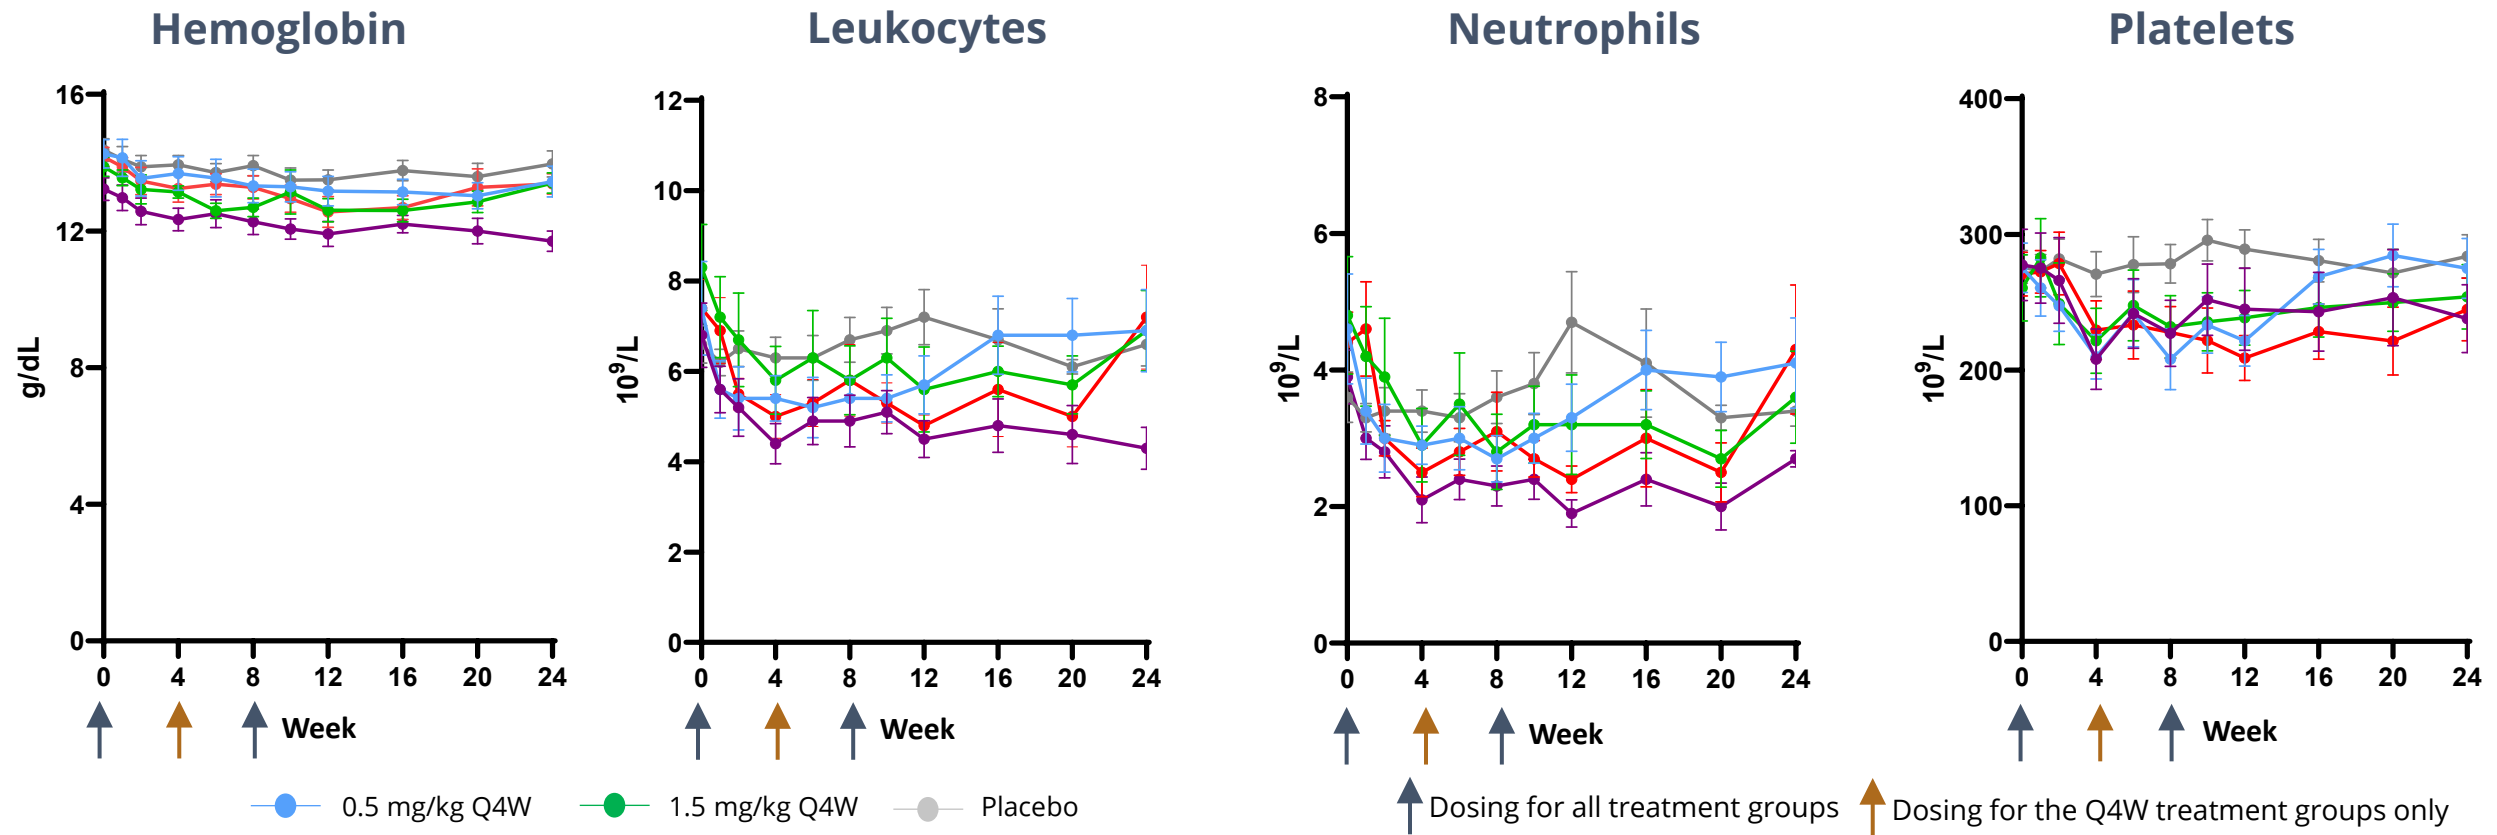 Hemoglobin
Leukocytes
Neutrophils
Platelets
16
12
8
4
0
g/dL
0 4 8 12 16 20 24
Week
12
10
8
6
4
2
0
10⁹/L
0 4 8 12 16 20 24
Week
8
6
4
2
0
10⁹/L
0 4 8 12 16 20 24
Week
400
300
200
100
0
10⁹/L
0 4 8 12 16 20 24
Week
0.5 mg/kg Q4W
1.5 mg/kg Q4W
Placebo
Dosing for all treatment groups
Dosing for the Q4W treatment groups only